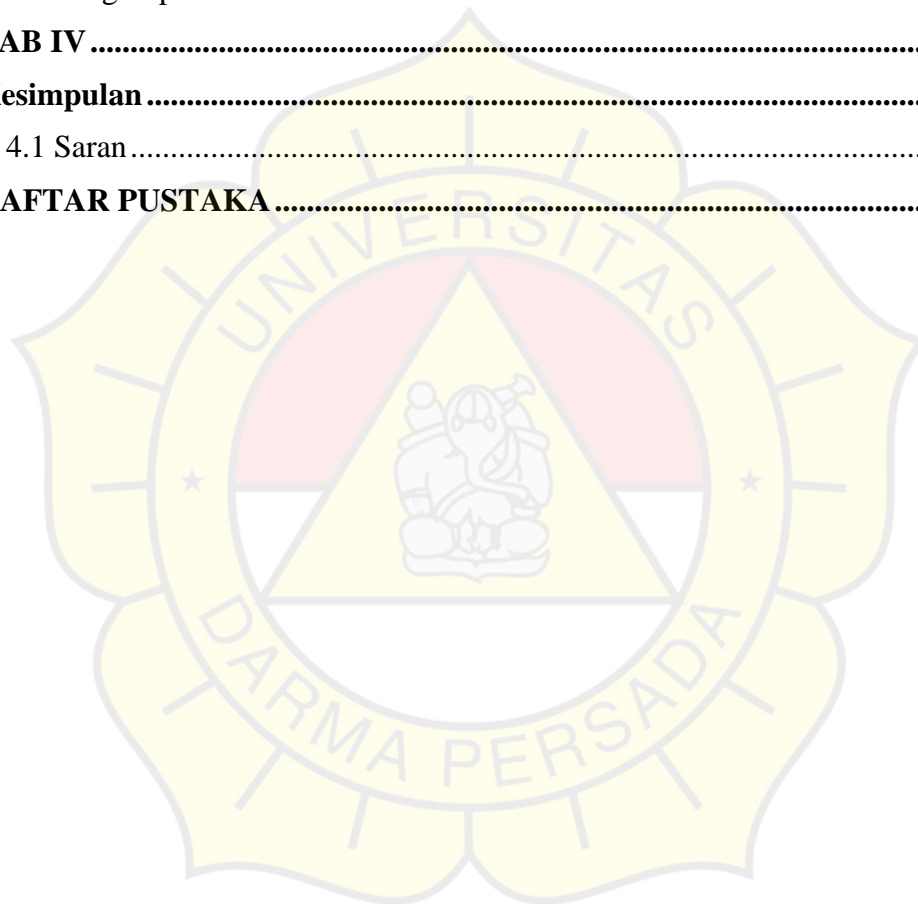 AB IV ........................................................................................................
esimpulan ........................................................................................................
4.1 Saran ........................................................................................................
AFTAR PUSTAKA ........................................................................................................
UNIVERSITAS
DARMA PERSADA